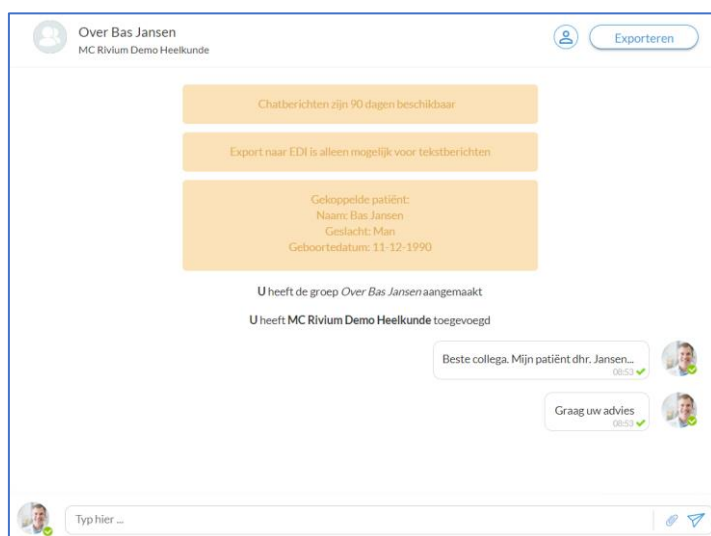 Over Bas Jansen
MC Rivium Demo Heelkunde
Exporteren
Chatberichten zijn 90 dagen beschikbaar
Export naar EDI is alleen mogelijk voor tekstberichten
Gekoppelde patiënt:
Naam: Bas Jansen
Geslacht: Man
Geboortedatum: 11-12-1990
U heeft de groep Over Bas Jansen aangemaakt
U heeft MC Rivium Demo Heelkunde toegevoegd
Beste collega. Mijn patiënt dhr. Jansen...
08:53
Graag uw advies
08:53
Typ hier ...